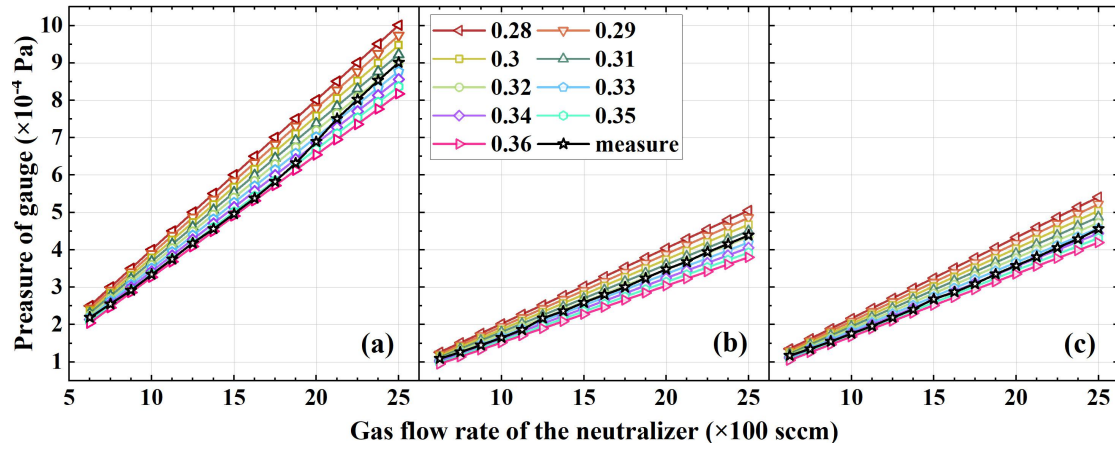 Preasure of gauge (×10⁻⁴ Pa)
10
9
8
7
6
5
4
3
2
1
0.28 0.29
0.3 0.31
0.32 0.33
0.34 0.35
0.36 measure
(a) (b) (c)
5 10 15 20 25 10 15 20 25 10 15 20 25
Gas flow rate of the neutralizer (×100 sccm)